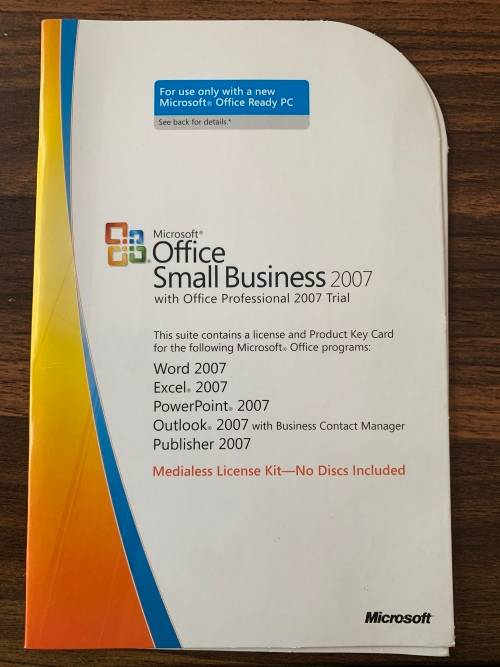 For use only with a new
Microsoft® Office Ready PC
See back for details.*
Microsoft®
Office
Small Business 2007
with Office Professional 2007 Trial
This suite contains a license and Product Key Card
for the following Microsoft® Office programs:
Word 2007
Excel® 2007
PowerPoint® 2007
Outlook® 2007 with Business Contact Manager
Publisher 2007
Medialess License Kit—No Discs Included
Microsoft